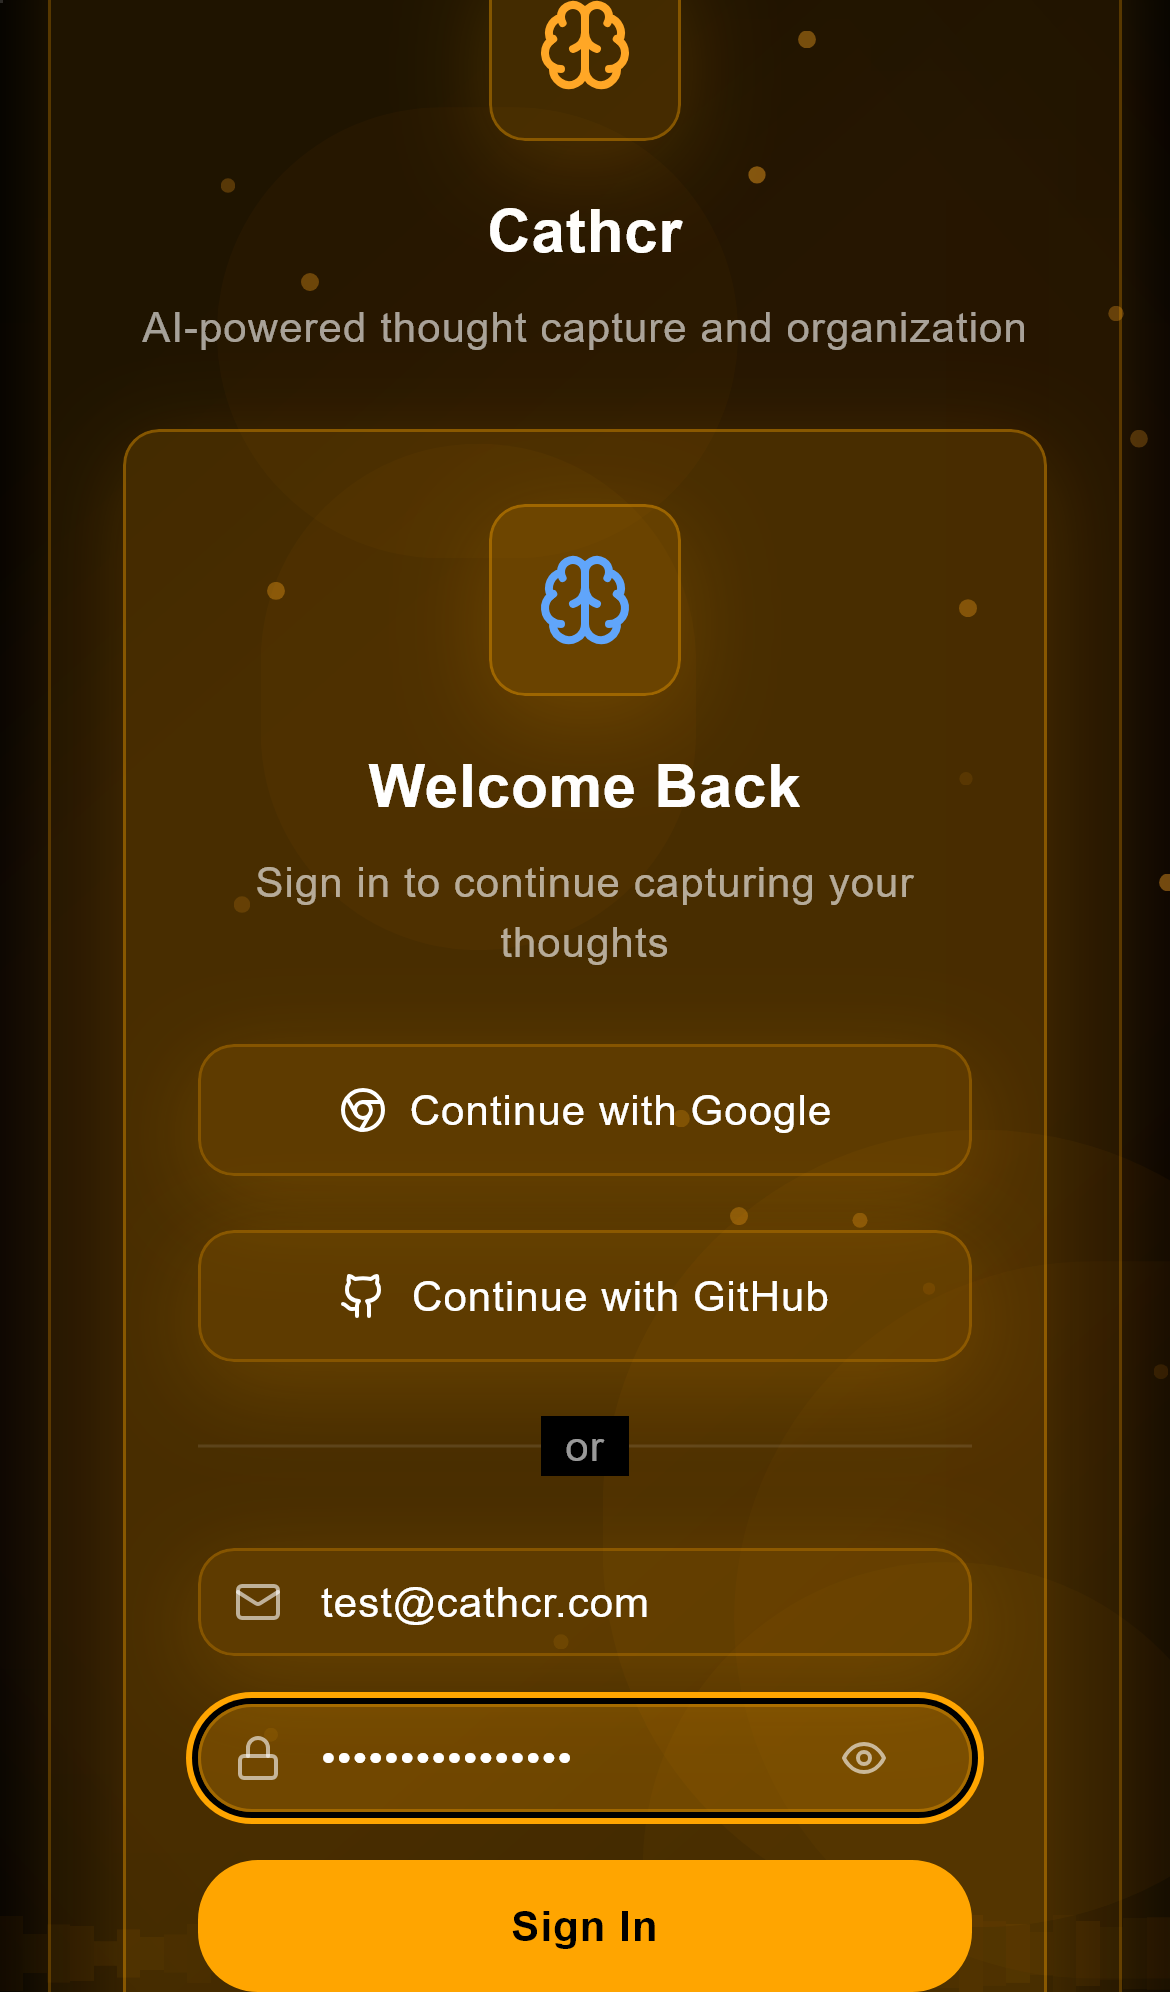 Cathcr
AI-powered thought capture and organization
Welcome Back
Sign in to continue capturing your
thoughts
Continue with Google
Continue with GitHub
or
test@cathcr.com
••••••••••••••••
Sign In